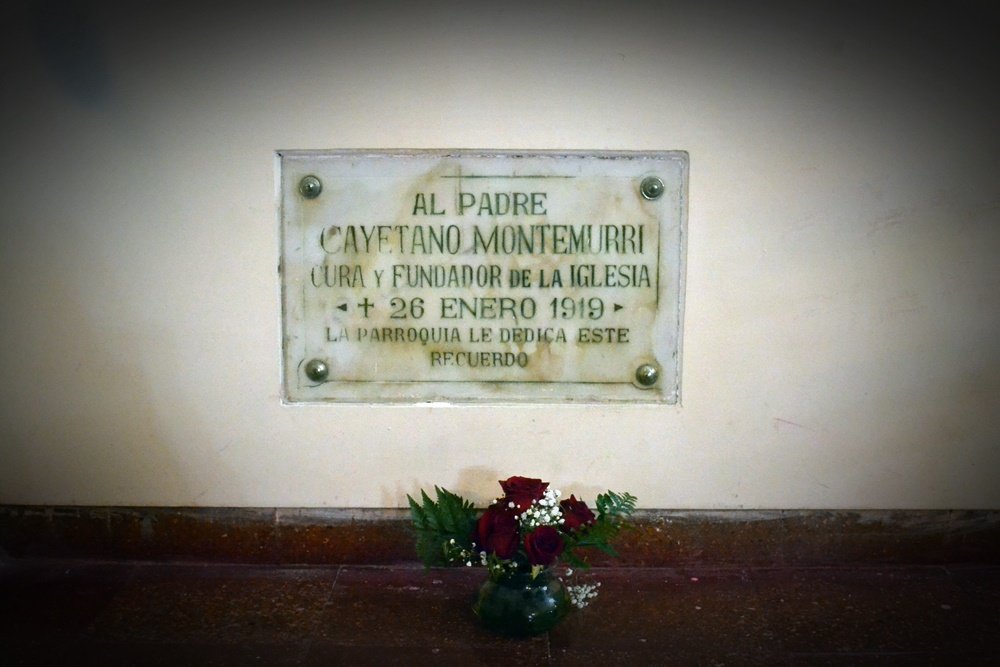 AL PADRE
CAYETANO MONTEMURRI
CURA Y FUNDADOR DE LA IGLESIA
✝ 26 ENERO 1919
LA PARROQUIA LE DEDICA ESTE
RECUERDO